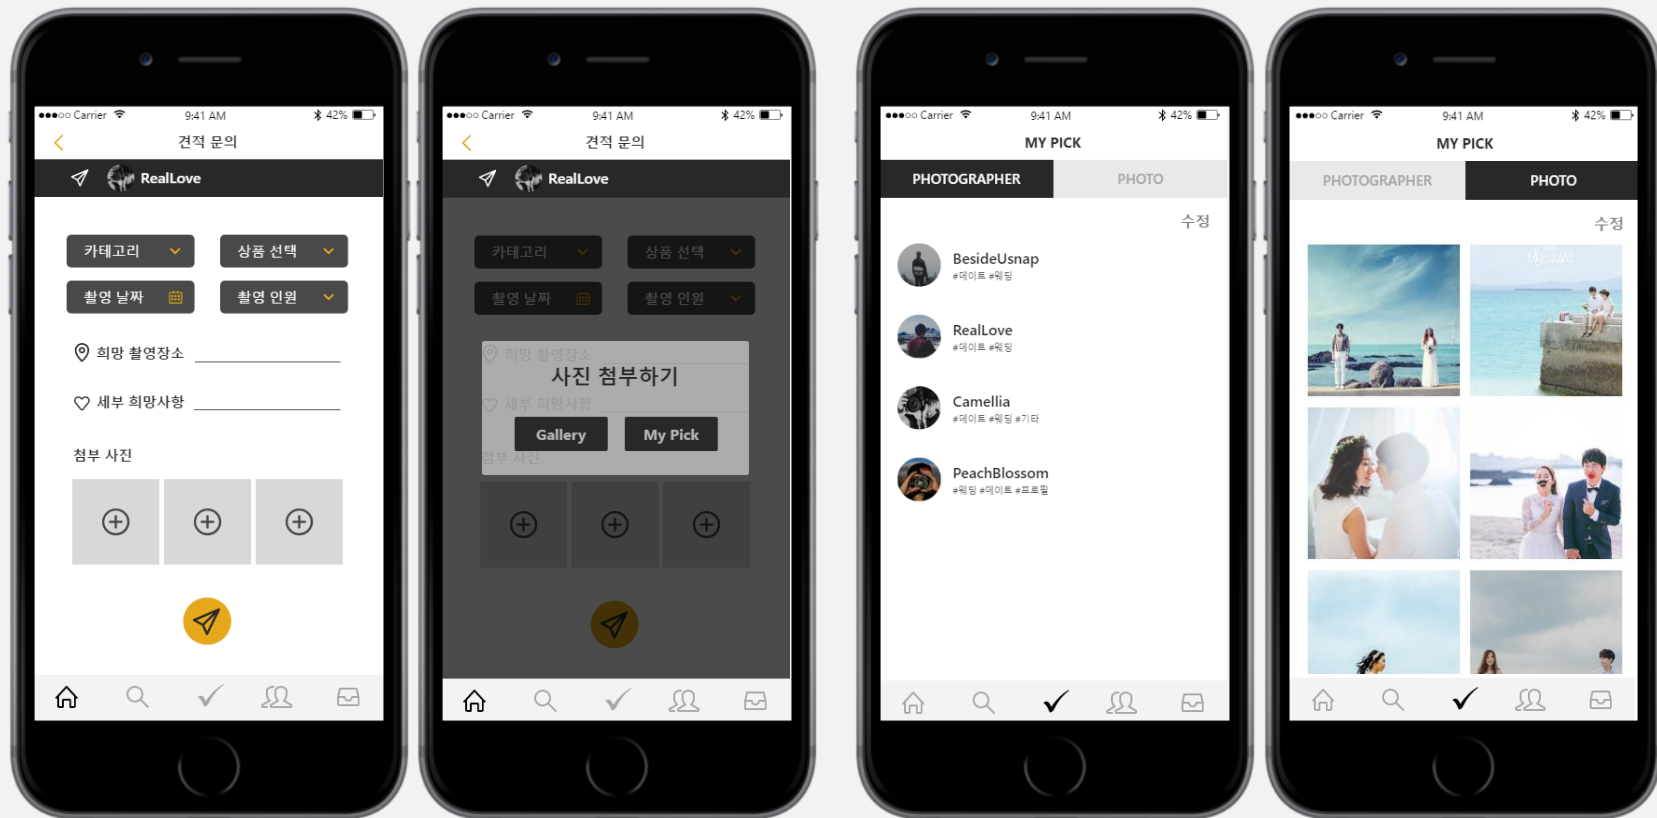 ●●●○○ Carrier 9:41 AM 42%
견적 문의
RealLove
카테고리 상품 선택
촬영 날짜 촬영 인원
희망 촬영장소
세부 희망사항
첨부 사진
●●●○○ Carrier 9:41 AM 42%
견적 문의
RealLove
카테고리 상품 선택
촬영 날짜 촬영 인원
희망 촬영장소
사진 첨부하기
세부 희망사항
Gallery My Pick
첨부 사진
●●●○○ Carrier 9:41 AM 42%
MY PICK
PHOTOGRAPHER PHOTO
수정
BesideUsnap
#데이트 #웨딩
RealLove
#데이트 #웨딩
Camellia
#데이트 #웨딩 #기타
PeachBlossom
#웨딩 #데이트 #프로필
●●●○○ Carrier 9:41 AM 42%
MY PICK
PHOTOGRAPHER PHOTO
수정